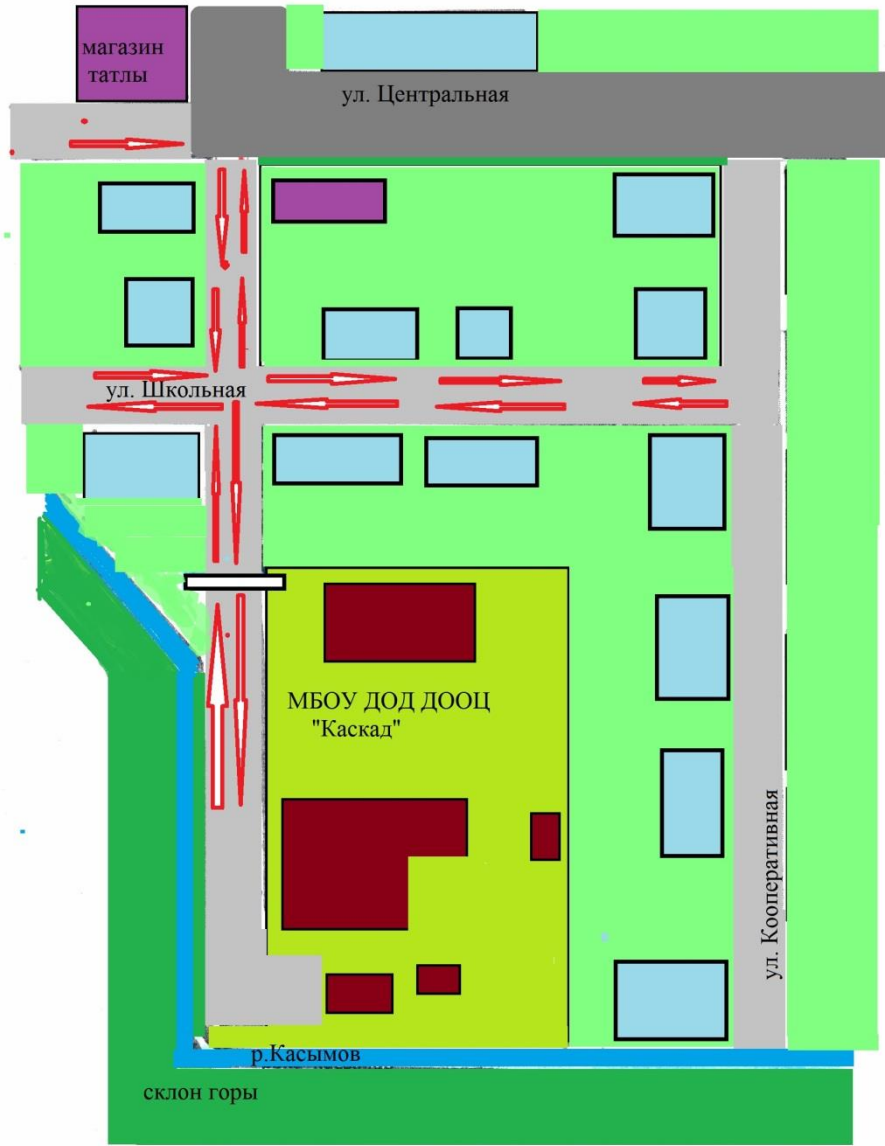 магазин
татлы
ул. Центральная
ул. Школьная
МБОУ ДОД ДООЦ
"Каскад"
ул. Кооперативная
р.Касымов
склон горы